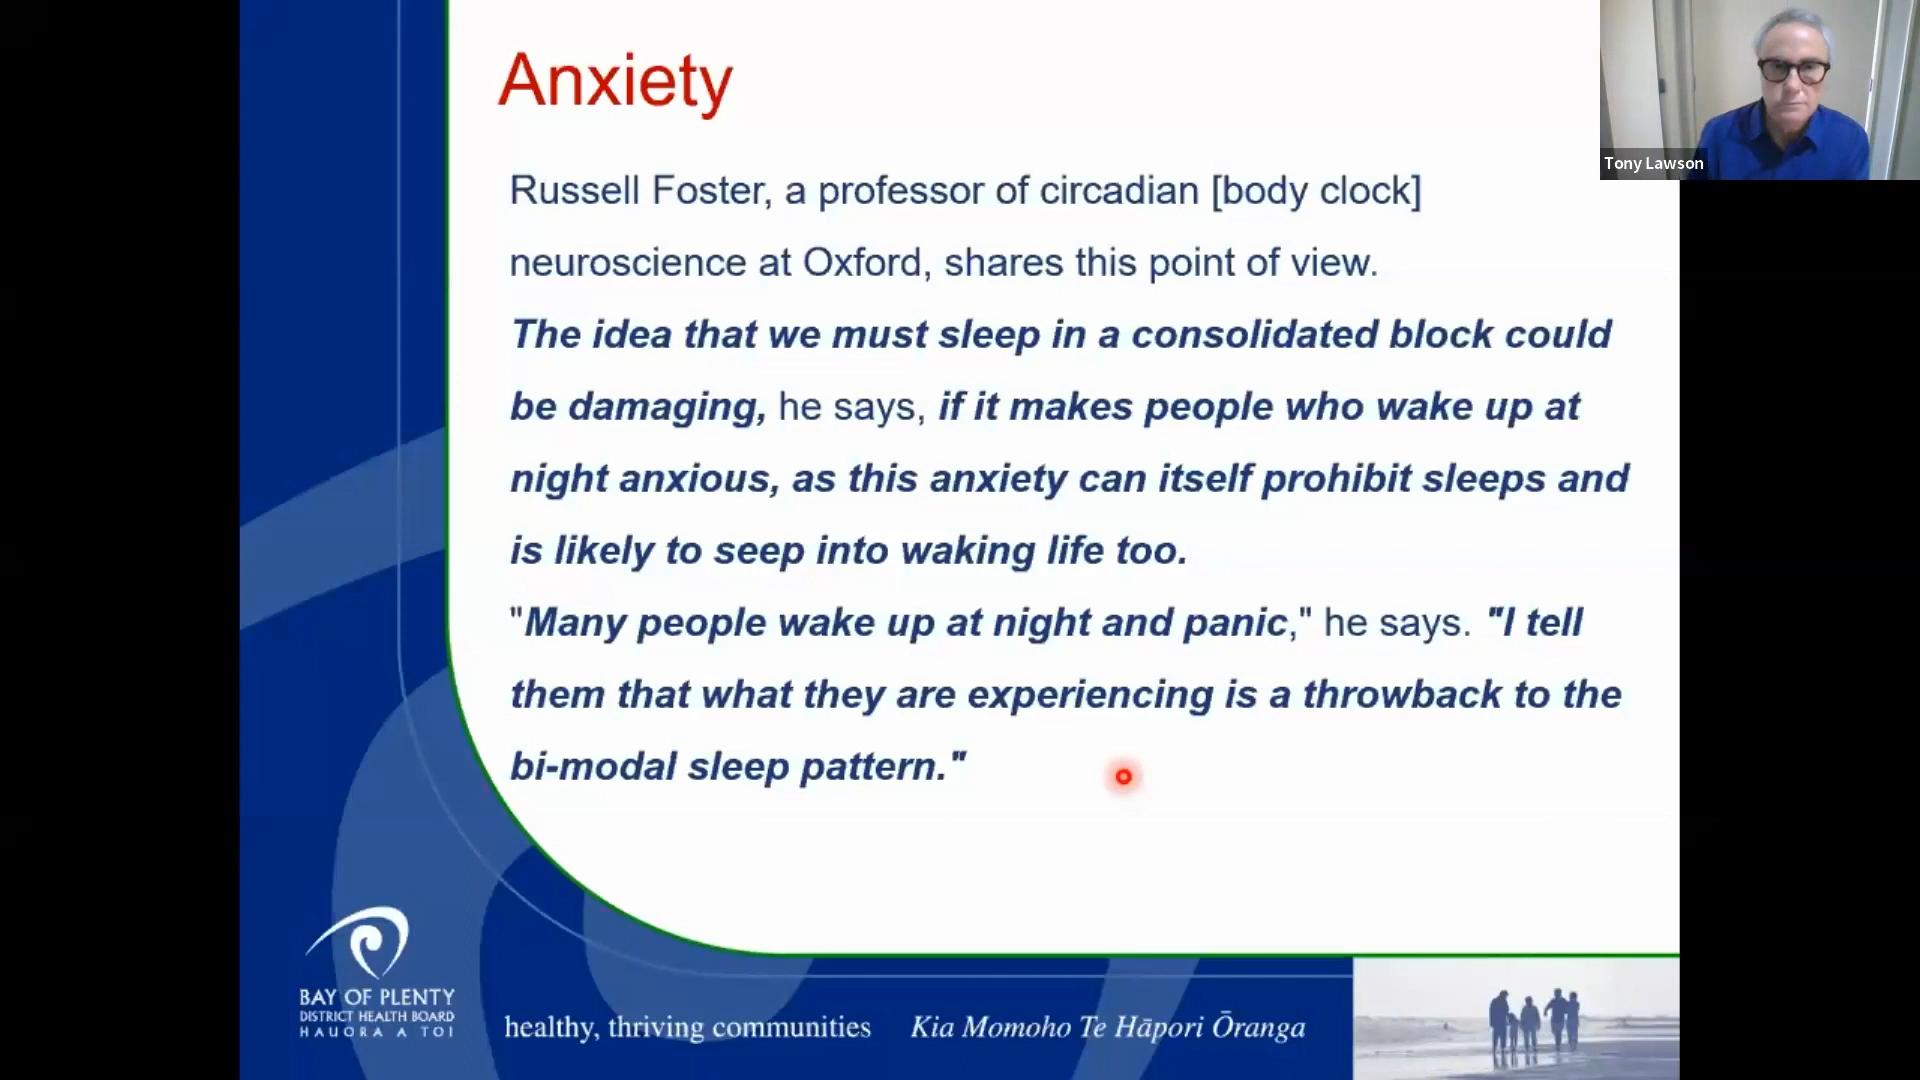 Anxiety
Russell Foster, a professor of circadian [body clock]
neuroscience at Oxford, shares this point of view.
The idea that we must sleep in a consolidated block could
be damaging, he says, if it makes people who wake up at
night anxious, as this anxiety can itself prohibit sleeps and
is likely to seep into waking life too.
"Many people wake up at night and panic," he says. "I tell
them that what they are experiencing is a throwback to the
bi-modal sleep pattern."
Tony Lawson
BAY OF PLENTY
DISTRICT HEALTH BOARD
HAUORA A TOI
healthy, thriving communities Kia Momoho Te Hāpori Ōranga